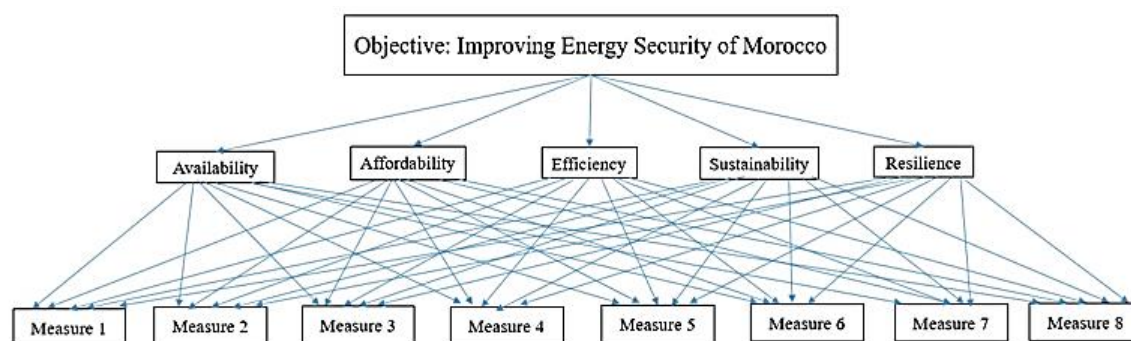 Objective: Improving Energy Security of Morocco
Availability
Affordability
Efficiency
Sustainability
Resilience
Measure 1
Measure 2
Measure 3
Measure 4
Measure 5
Measure 6
Measure 7
Measure 8